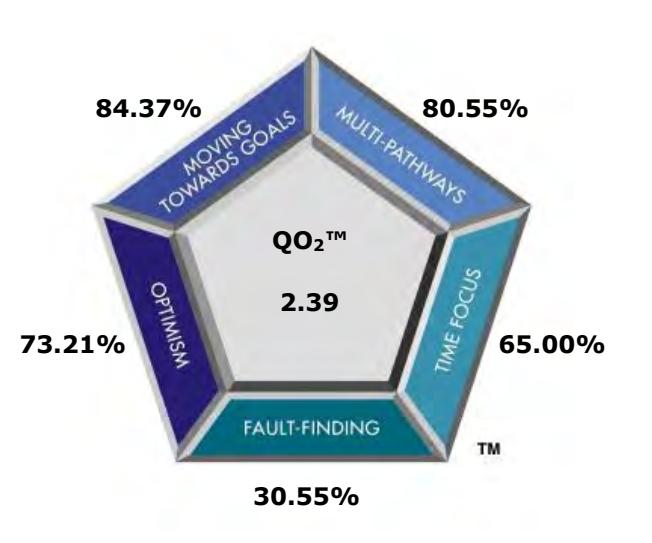 84.37%
80.55%
MOVING
TOWARDS GOALS
MULTI-PATHWAYS
QO₂™
2.39
OPTIMISM
TIME FOCUS
73.21%
65.00%
FAULT-FINDING
TM
30.55%